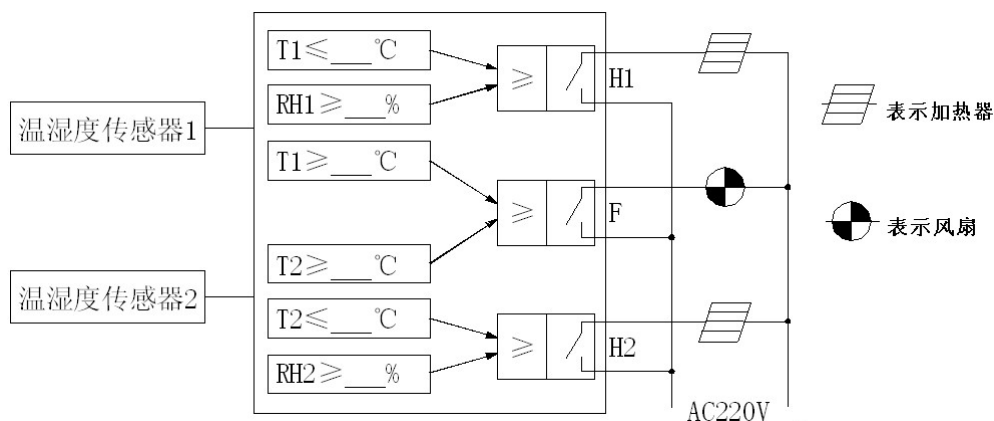 T1≤___℃
RH1≥___%
≥
H1
温湿度传感器1
T1≥___℃
≥
F
T2≥___℃
温湿度传感器2
T2≤___℃
RH2≥___%
≥
H2
AC220V
表示加热器
表示风扇